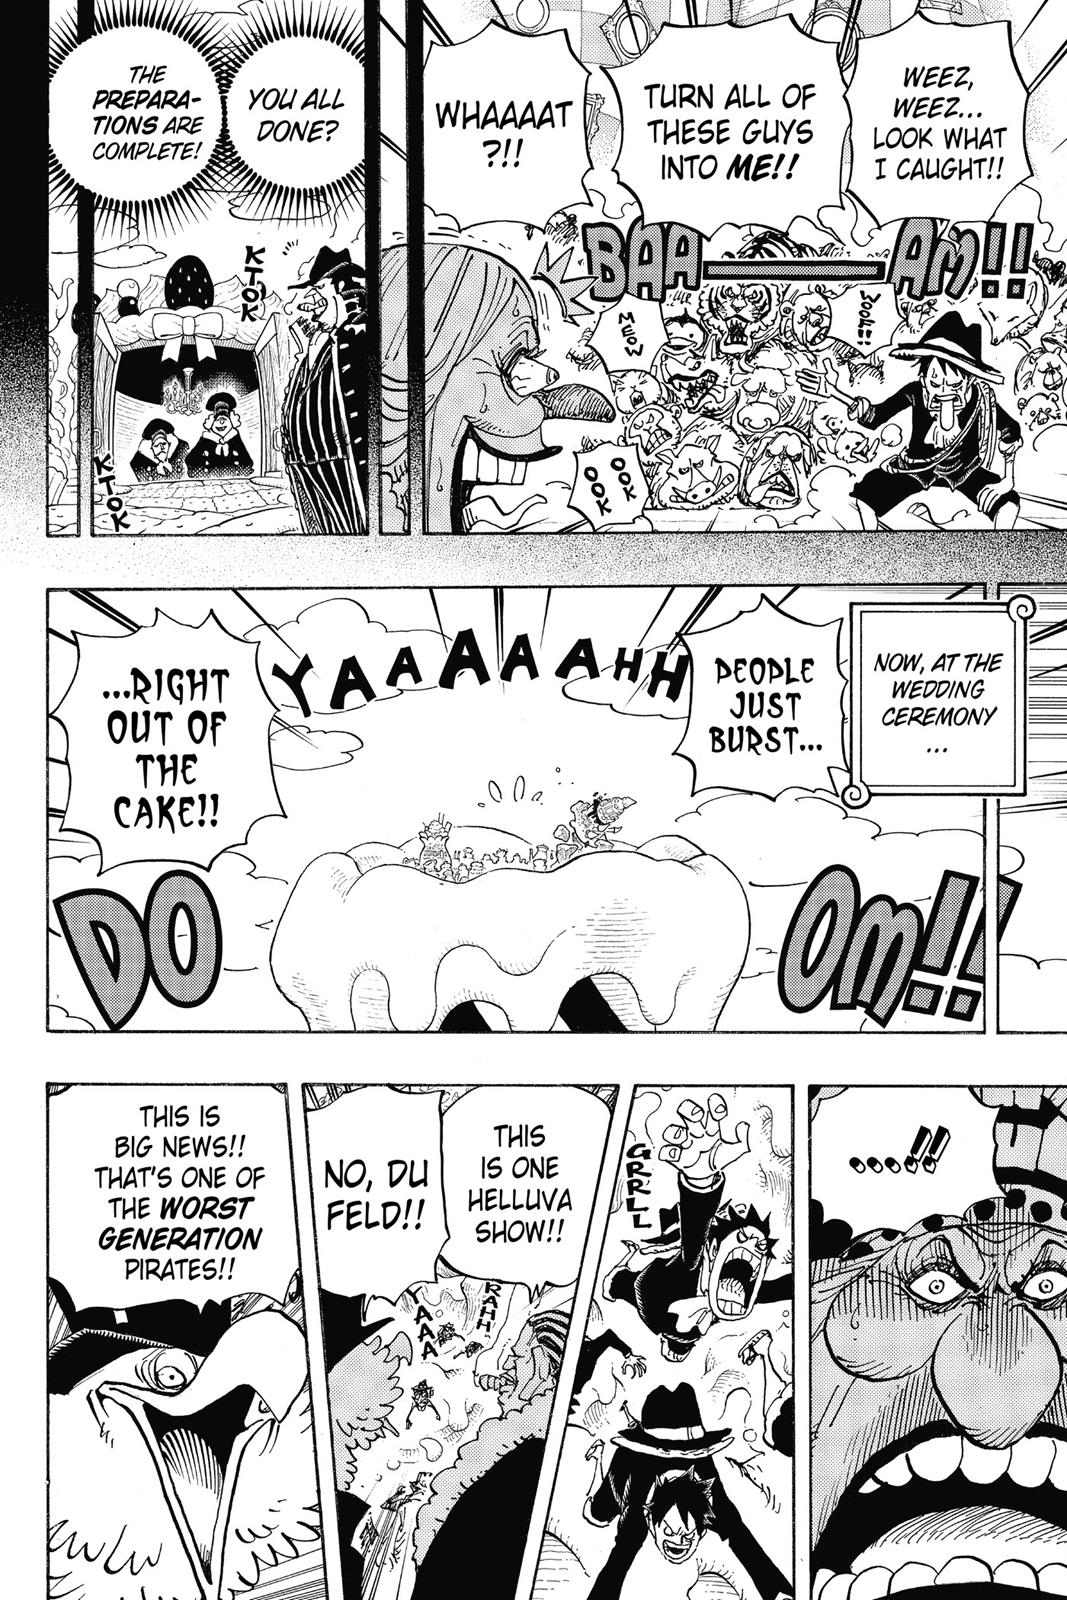 WEEZ,
WEEZ...
LOOK WHAT
I CAUGHT!!
TURN ALL OF
THESE GUYS
INTO ME!!
WHAAAAT
?!!
BAA AM!!
WOOF!!
MEOW
OOK
OOK
YOU ALL
DONE?
THE
PREPARA-
TIONS ARE
COMPLETE!
KTOK
KTOK
NOW, AT THE
WEDDING
CEREMONY
...
PEOPLE
JUST
BURST...
YAAAAAAHH
...RIGHT
OUT OF
THE
CAKE!!
DO OM!!
....!!
GRRLL
THIS
IS ONE
HELLUVA
SHOW!!
NO, DU
FELD!!
RAHH
YAAA
THIS IS
BIG NEWS!!
THAT'S ONE OF
THE WORST
GENERATION
PIRATES!!